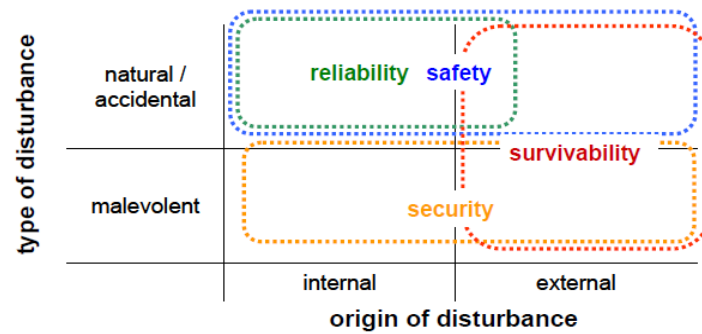 type of disturbance
natural /
accidental
reliability
safety
survivability
malevolent
security
internal
external
origin of disturbance